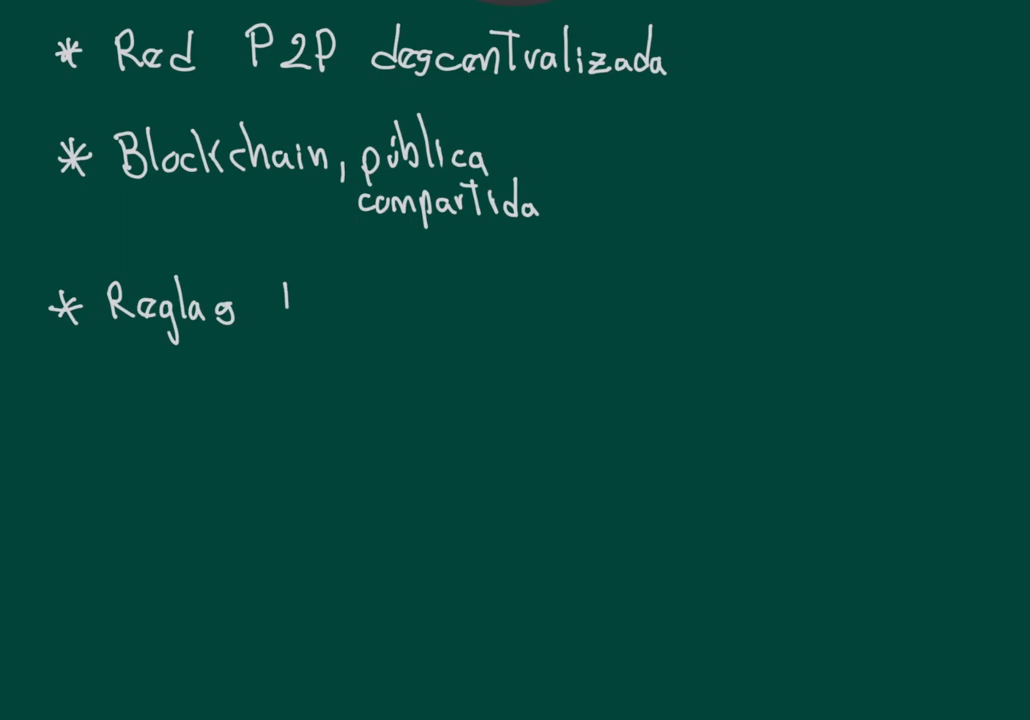 * Red P2P descentralizada
* Blockchain, pública
compartida
* Reglas